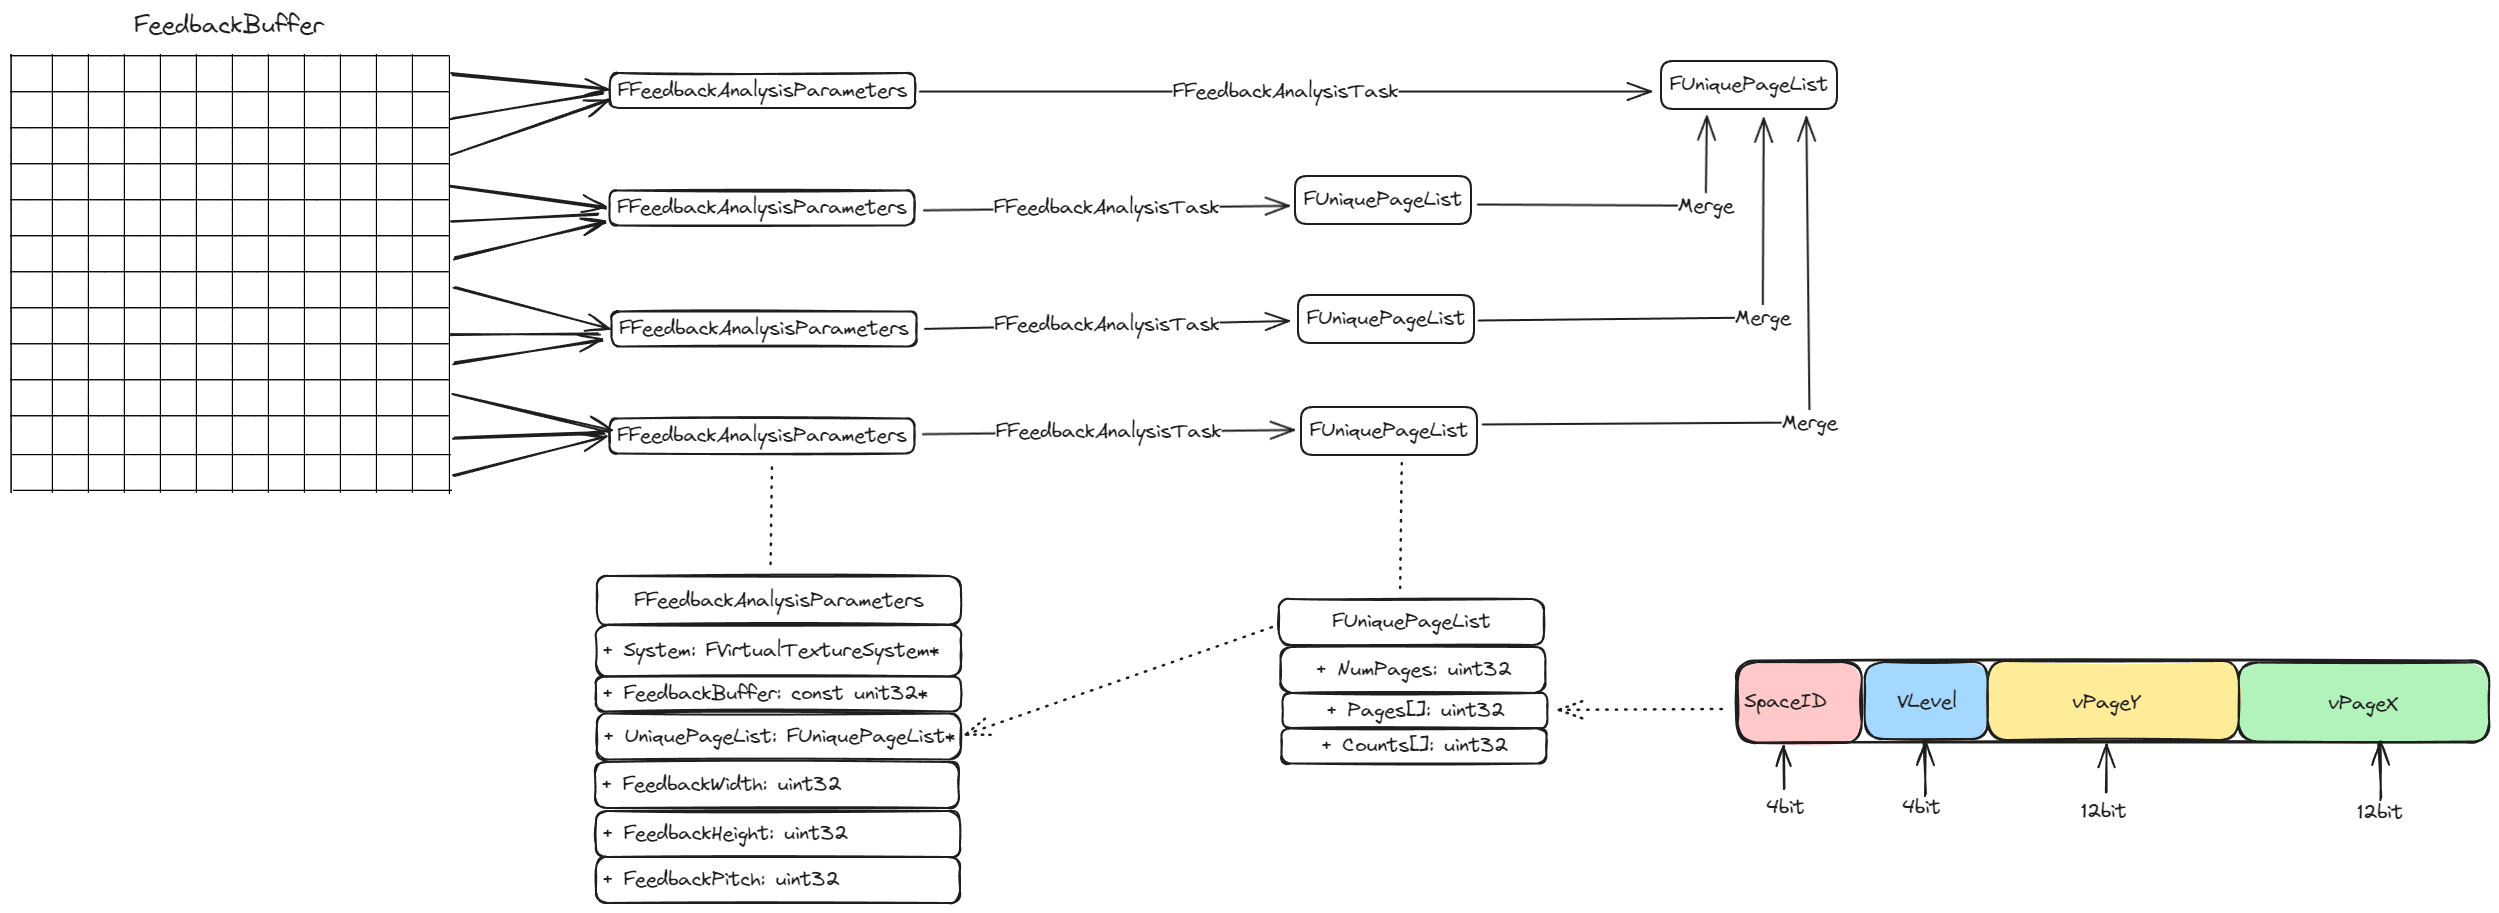 FeedbackBuffer
FFeedbackAnalysisParameters
FFeedbackAnalysisTask
FUniquePageList
FFeedbackAnalysisParameters
FFeedbackAnalysisTask
FUniquePageList
Merge
FFeedbackAnalysisParameters
FFeedbackAnalysisTask
FUniquePageList
Merge
FFeedbackAnalysisParameters
FFeedbackAnalysisTask
FUniquePageList
Merge
FFeedbackAnalysisParameters
+ System: FVirtualTextureSystem*
+ FeedbackBuffer: const unit32*
+ UniquePageList: FUniquePageList*
+ FeedbackWidth: uint32
+ FeedbackHeight: uint32
+ FeedbackPitch: uint32
FUniquePageList
+ NumPages: uint32
+ Pages[]: uint32
+ Counts[]: uint32
SpaceID
VLevel
vPageY
vPageX
4bit
4bit
12bit
12bit